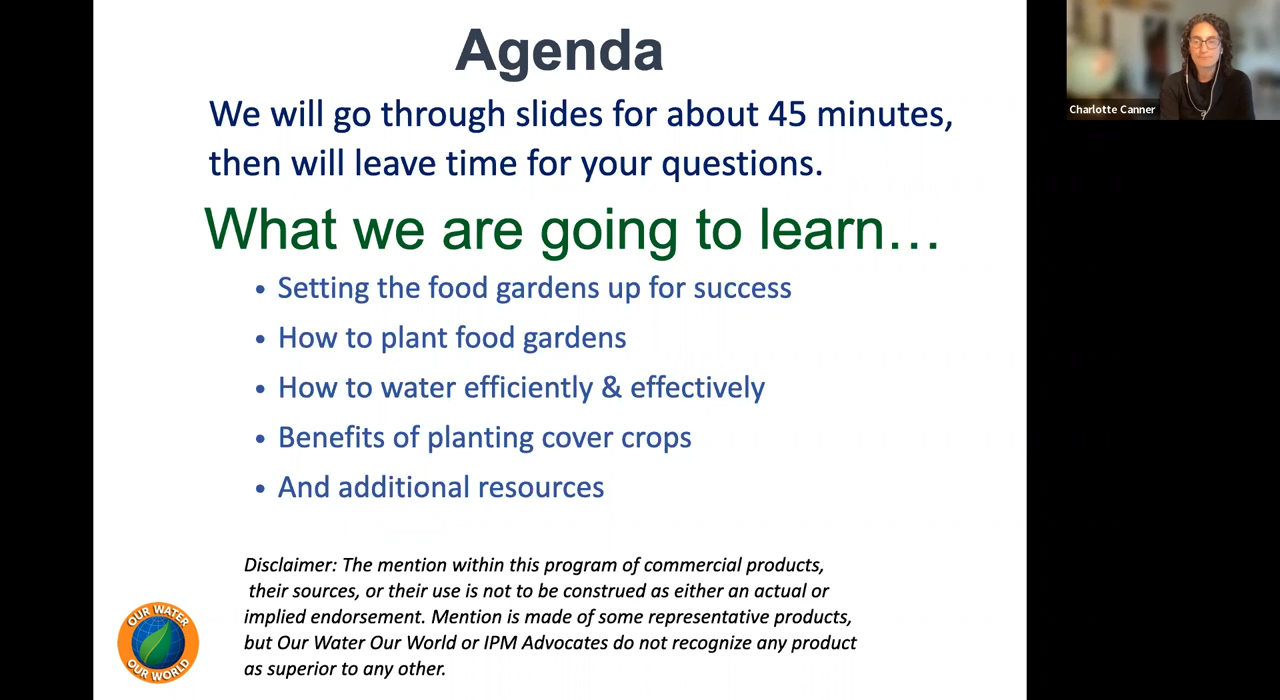 Agenda
We will go through slides for about 45 minutes,
then will leave time for your questions.
What we are going to learn…
• Setting the food gardens up for success
• How to plant food gardens
• How to water efficiently & effectively
• Benefits of planting cover crops
• And additional resources
Disclaimer: The mention within this program of commercial products,
their sources, or their use is not to be construed as either an actual or
implied endorsement. Mention is made of some representative products,
but Our Water Our World or IPM Advocates do not recognize any product
as superior to any other.
OUR WATER
OUR WORLD
Charlotte Canner